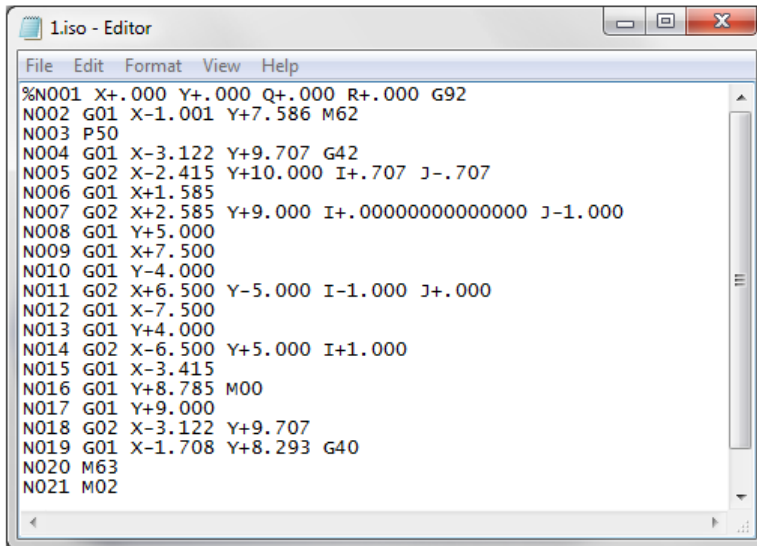 1.iso - Editor
File Edit Format View Help
%N001 X+.000 Y+.000 Q+.000 R+.000 G92
N002 G01 X-1.001 Y+7.586 M62
N003 P50
N004 G01 X-3.122 Y+9.707 G42
N005 G02 X-2.415 Y+10.000 I+.707 J-.707
N006 G01 X+1.585
N007 G02 X+2.585 Y+9.000 I+.00000000000000 J-1.000
N008 G01 Y+5.000
N009 G01 X+7.500
N010 G01 Y-4.000
N011 G02 X+6.500 Y-5.000 I-1.000 J+.000
N012 G01 X-7.500
N013 G01 Y+4.000
N014 G02 X-6.500 Y+5.000 I+1.000
N015 G01 X-3.415
N016 G01 Y+8.785 M00
N017 G01 Y+9.000
N018 G02 X-3.122 Y+9.707
N019 G01 X-1.708 Y+8.293 G40
N020 M63
N021 M02